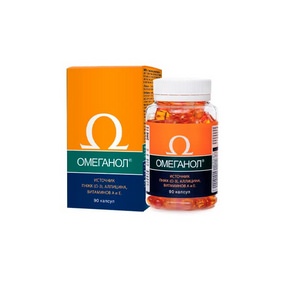 Ω
ОМЕГАНОЛ®
ИСТОЧНИК
ПНЖК (Ω-3), АЛЛИЦИНА,
ВИТАМИНОВ А и Е
90 капсул
Ω
ОМЕГАНОЛ®
ИСТОЧНИК
ПНЖК (Ω-3), АЛЛИЦИНА,
ВИТАМИНОВ А и Е
90 капсул